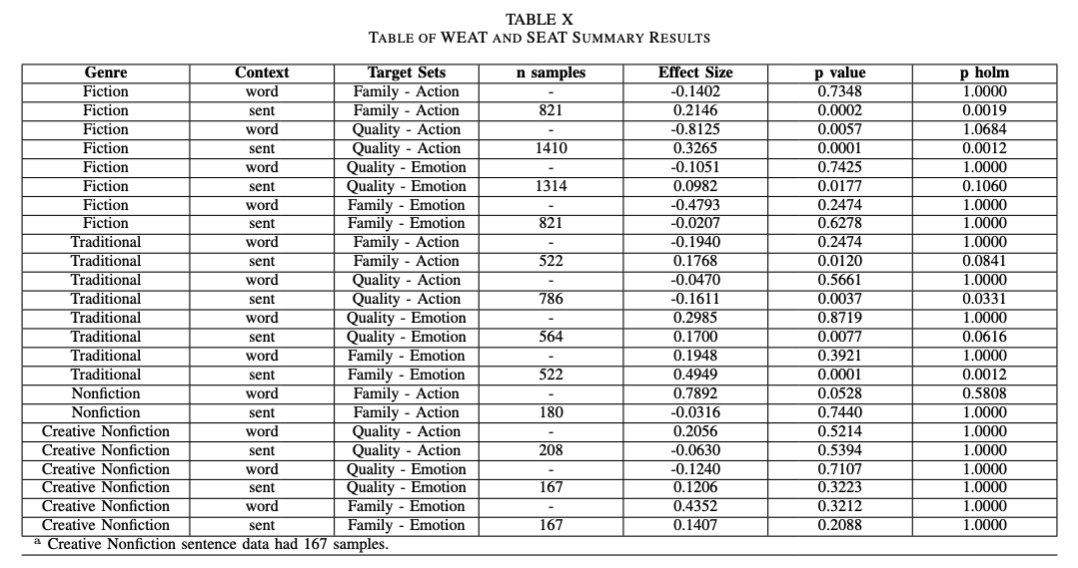 TABLE X
TABLE OF WEAT AND SEAT SUMMARY RESULTS
Genre Context Target Sets n samples Effect Size p value p holm
Fiction word Family - Action - -0.1402 0.7348 1.0000
Fiction sent Family - Action 821 0.2146 0.0002 0.0019
Fiction word Quality - Action - -0.8125 0.0057 1.0684
Fiction sent Quality - Action 1410 0.3265 0.0001 0.0012
Fiction word Quality - Emotion - -0.1051 0.7425 1.0000
Fiction sent Quality - Emotion 1314 0.0982 0.0177 0.1060
Fiction word Family - Emotion - -0.4793 0.2474 1.0000
Fiction sent Family - Emotion 821 -0.0207 0.6278 1.0000
Traditional word Family - Action - -0.1940 0.2474 1.0000
Traditional sent Family - Action 522 0.1768 0.0120 0.0841
Traditional word Quality - Action - -0.0470 0.5661 1.0000
Traditional sent Quality - Action 786 -0.1611 0.0037 0.0331
Traditional word Quality - Emotion - 0.2985 0.8719 1.0000
Traditional sent Quality - Emotion 564 0.1700 0.0077 0.0616
Traditional word Family - Emotion - 0.1948 0.3921 1.0000
Traditional sent Family - Emotion 522 0.4949 0.0001 0.0012
Nonfiction word Family - Action - 0.7892 0.0528 0.5808
Nonfiction sent Family - Action 180 -0.0316 0.7440 1.0000
Creative Nonfiction word Quality - Action - 0.2056 0.5214 1.0000
Creative Nonfiction sent Quality - Action 208 -0.0630 0.5394 1.0000
Creative Nonfiction word Quality - Emotion - -0.1240 0.7107 1.0000
Creative Nonfiction sent Quality - Emotion 167 0.1206 0.3223 1.0000
Creative Nonfiction word Family - Emotion - 0.4352 0.3212 1.0000
Creative Nonfiction sent Family - Emotion 167 0.1407 0.2088 1.0000
a Creative Nonfiction sentence data had 167 samples.